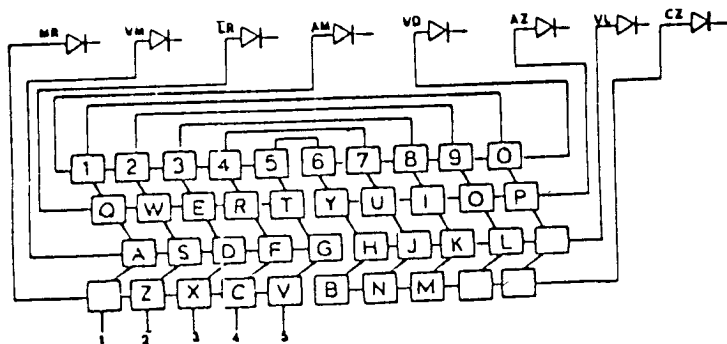 MR VM LR AM VD AZ VL CZ
1 2 3 4 5 6 7 8 9 0
Q W E R T Y U I O P
A S D F G H J K L
Z X C V B N M
1 2 3 4 5